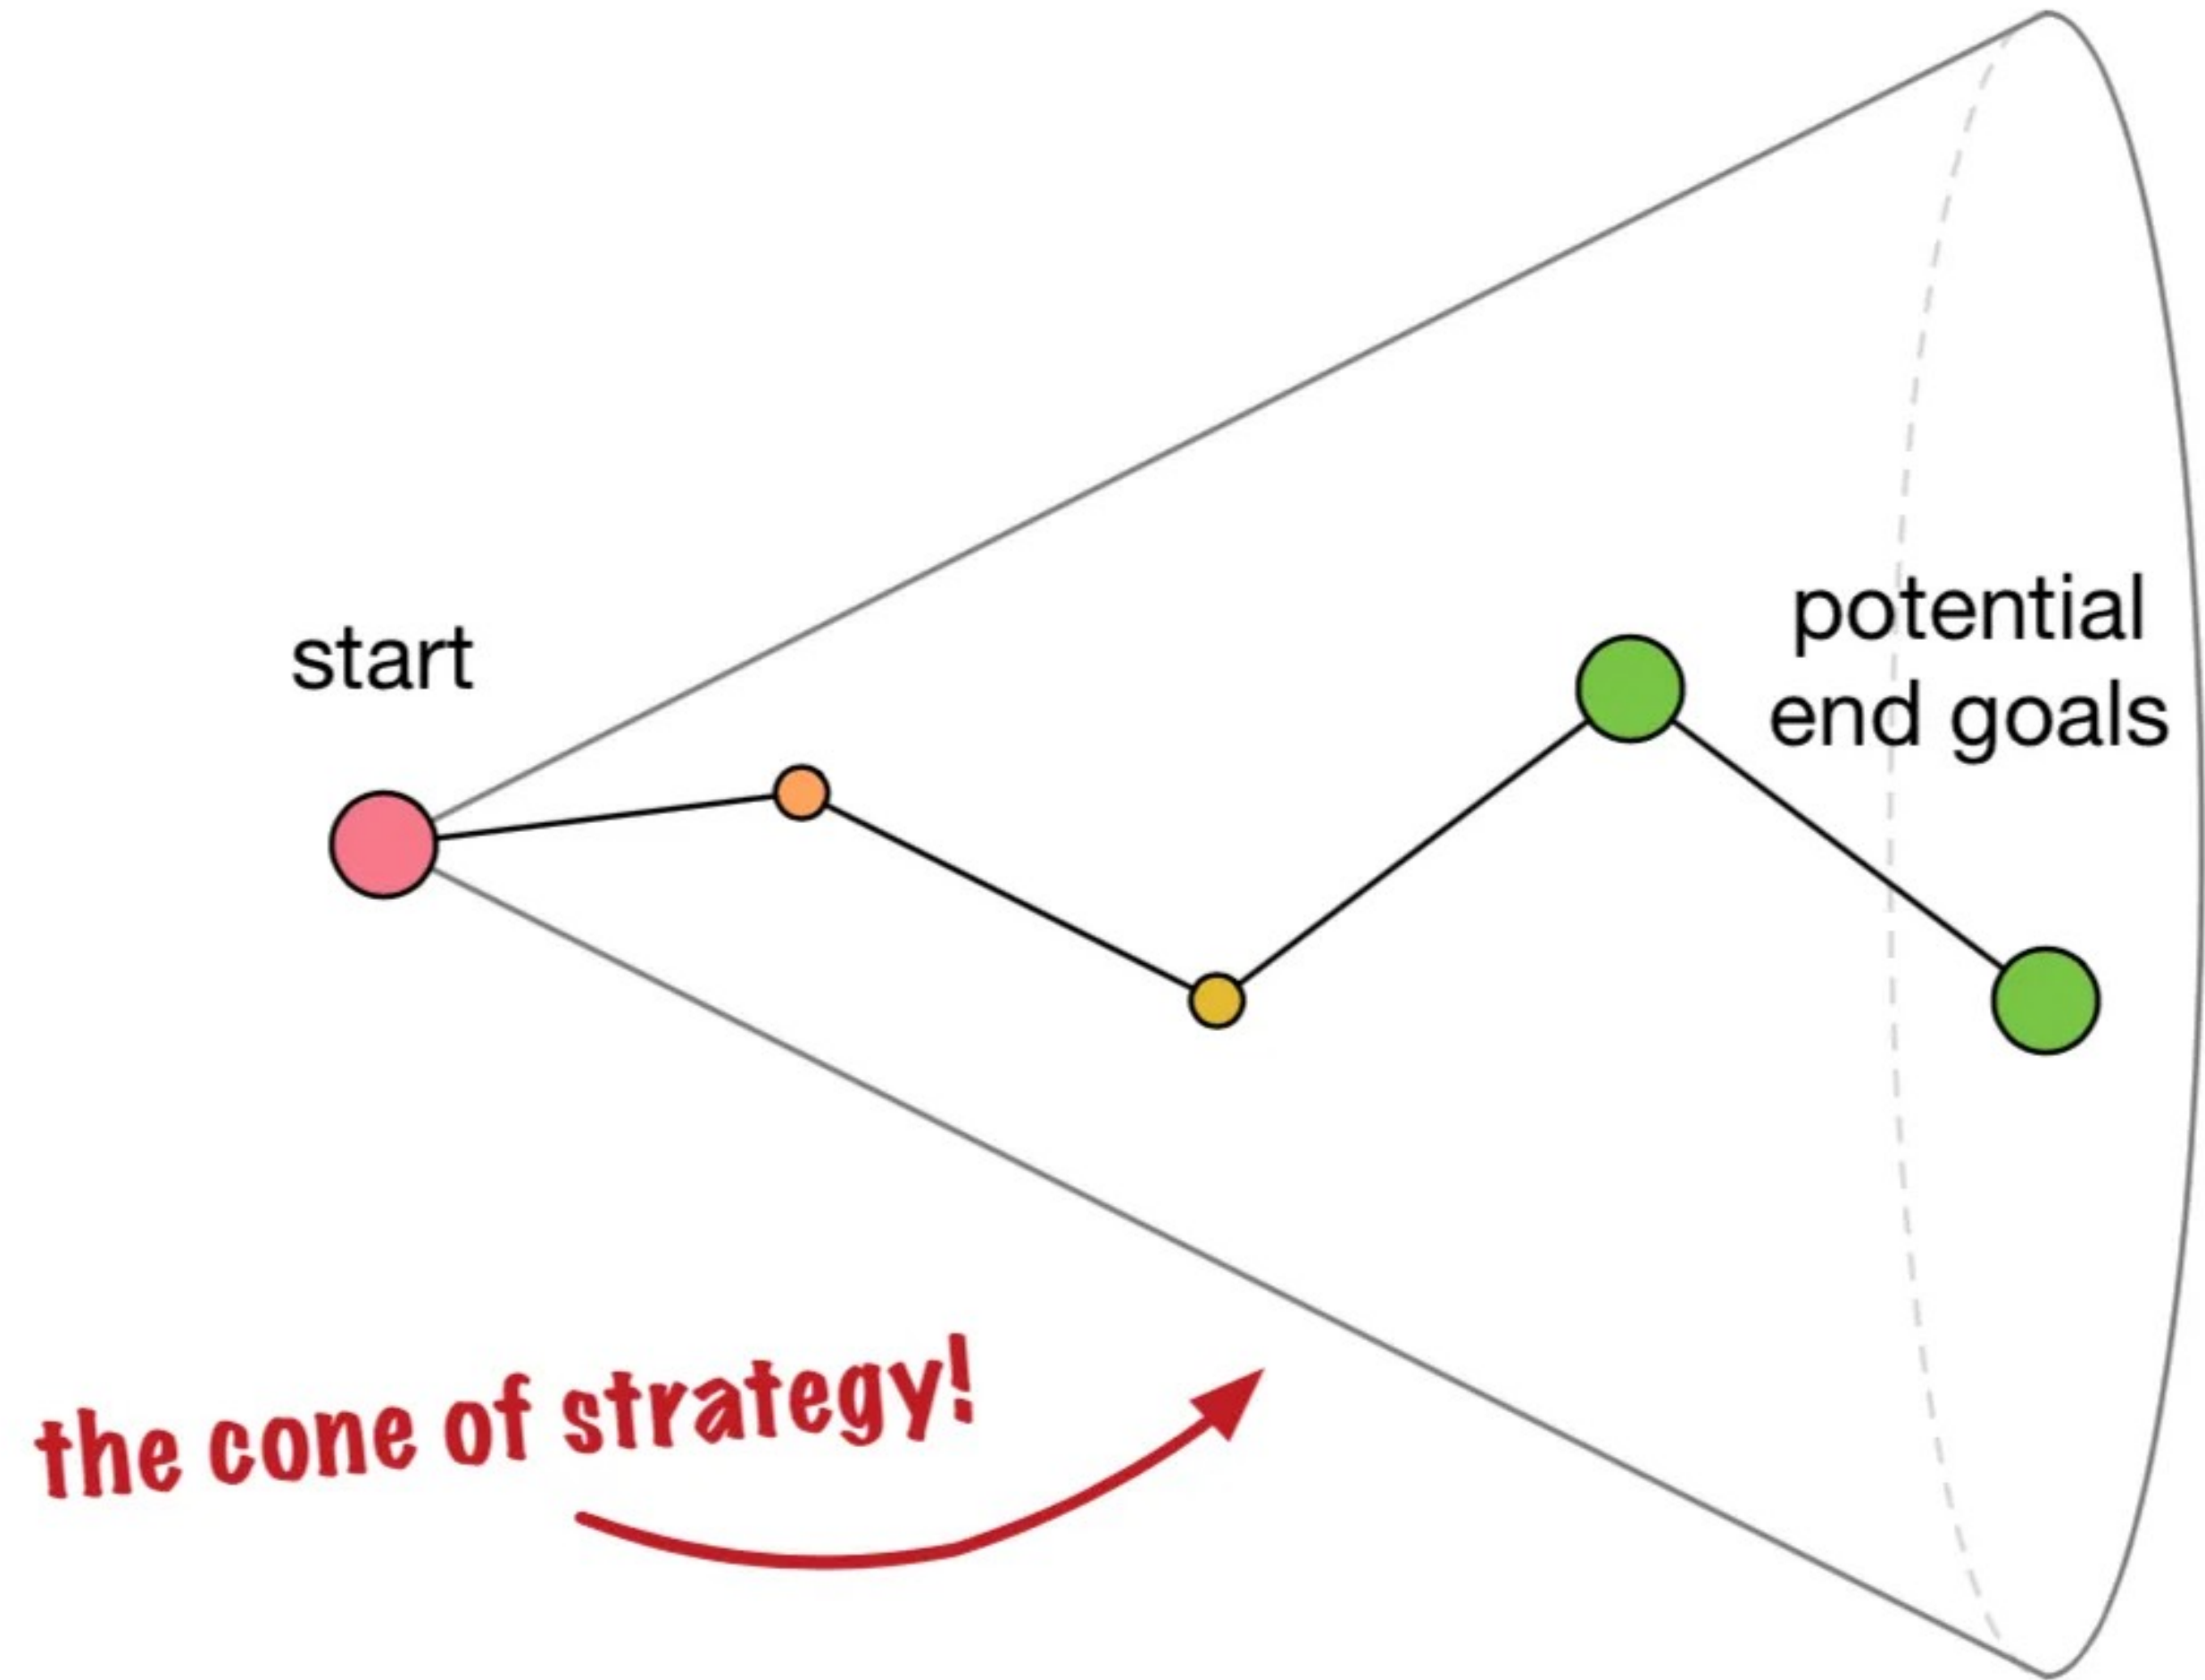 start
potential
end goals
the cone of strategy!